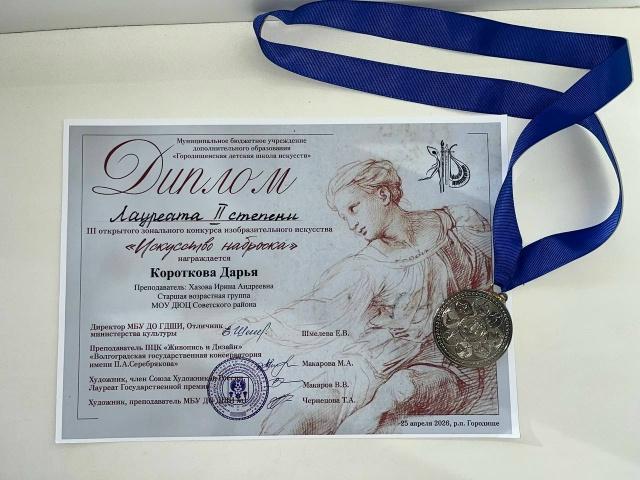 Муниципальное бюджетное учреждение
дополнительного образования
«Городищенская детская школа искусств»
Диплом
Лауреата II степени
III открытого зонального конкурса изобразительного искусства
«Искусство наброска»
награждается
Короткова Дарья
Преподаватель: Хазова Ирина Андреевна
Старшая возрастная группа
МОУ ДЮЦ Советского района
Директор МБУ ДО ГДШИ, Отличник
министерства культуры
Шмелева Е.В.
Преподаватель ПЦК «Живопись и Дизайн»
«Волгоградская государственная консерватория
имени П.А.Серебрякова»
Макарова М.А.
Художник, член Союза Художников
Лауреат Государственной премии
Макаров В.В.
Художник, преподаватель МБУ ДО
Чернецова Т.А.
25 апреля 2026, р.п. Городище